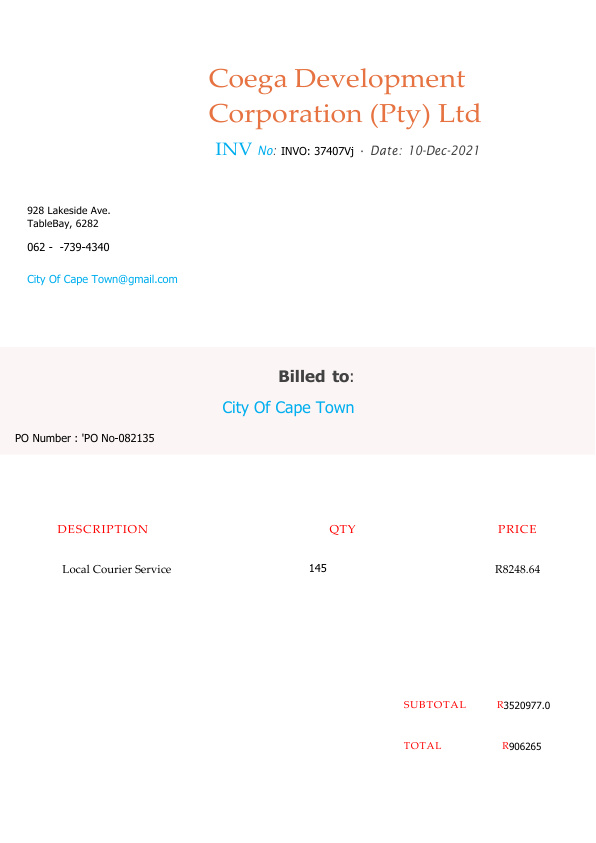 Coega Development
Corporation (Pty) Ltd
INV No: INVO: 37407Vj · Date: 10-Dec-2021
928 Lakeside Ave.
TableBay, 6282
062 - -739-4340
City Of Cape Town@gmail.com
Billed to:
City Of Cape Town
PO Number : 'PO No-082135
DESCRIPTION QTY PRICE
Local Courier Service 145 R8248.64
SUBTOTAL R3520977.0
TOTAL R906265